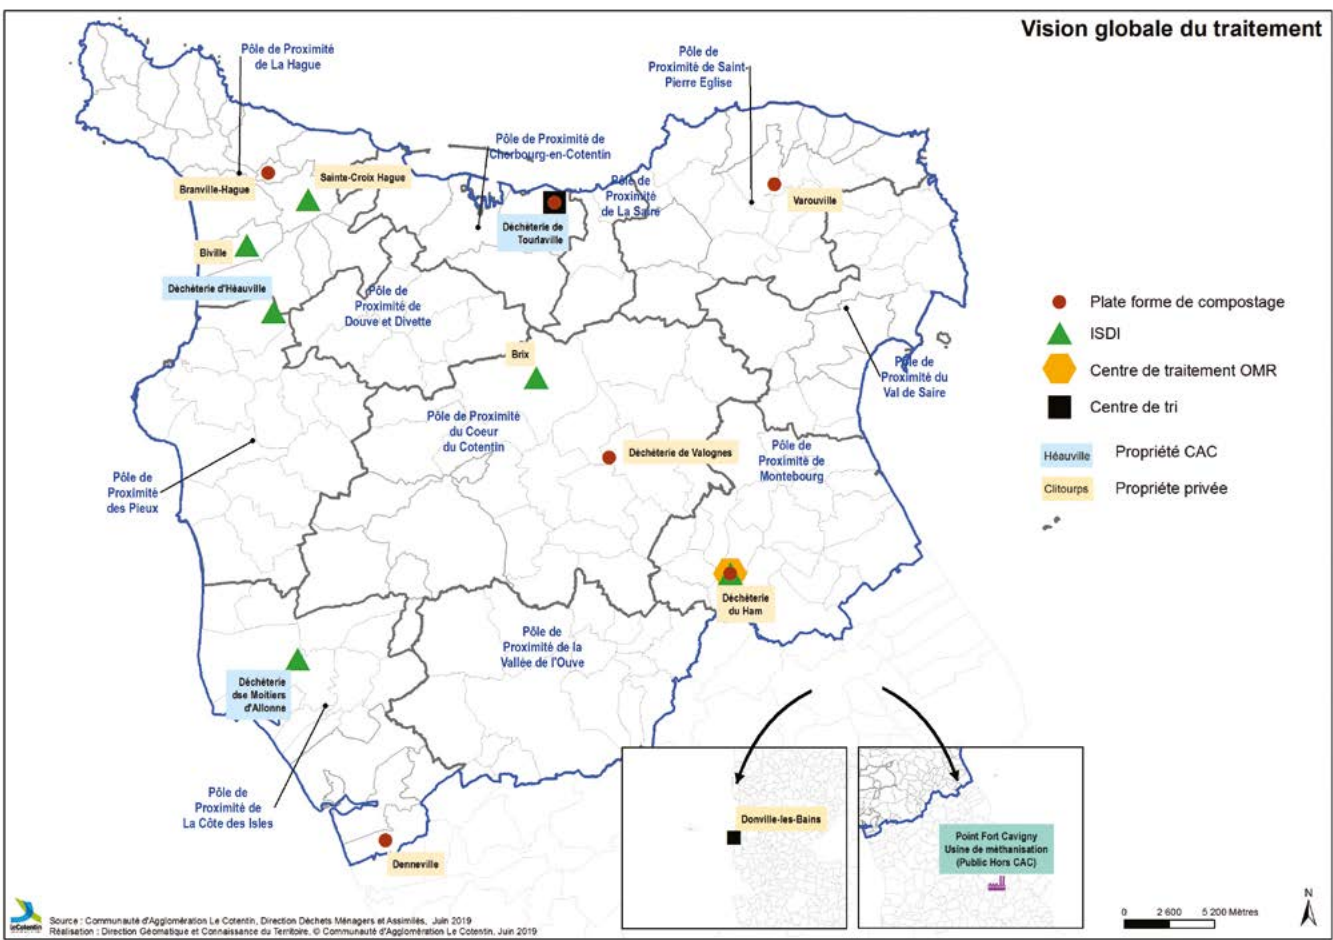 Vision globale du traitement
Pôle de Proximité
de La Hague
Pôle de
Proximité de Saint-
Pierre Eglise
Pôle de Proximité de
Cherbourg-en-Cotentin
Sainte-Croix Hague
Branville-Hague
Pôle de
Proximité
de La Saire
Varouville
Déchèterie de
Tourlaville
Biville
Déchèterie d'Héauville
Pôle de
Proximité de
Douve et Divette
Plate forme de compostage
ISDI
Centre de traitement OMR
Centre de tri
Héauville
Propriété CAC
Clitourps
Propriéte privée
Brix
Pôle de
Proximité du
Val de Saire
Pôle de Proximité
du Coeur
du Cotentin
Déchèterie de Valognes
Pôle de
Proximité de
Montebourg
Pôle de
Proximité
des Pieux
Déchèterie
du Ham
Pôle de
Proximité de la
Vallée de l'Ouve
Déchèterie
dse Moitiers
d'Allonne
Pôle de
Proximité de
La Côte des Isles
Denneville
Donville-les-Bains
Point Fort Cavigny
Usine de méthanisation
(Public Hors CAC)
N
0 2 600 5 200 Mètres
LeCotentin
Source : Communauté d'Agglomération Le Cotentin, Direction Déchets Ménagers et Assimilés, Juin 2019
Réalisation : Direction Géomatique et Connaissance du Territoire, © Communauté d'Agglomération Le Cotentin, Juin 2019